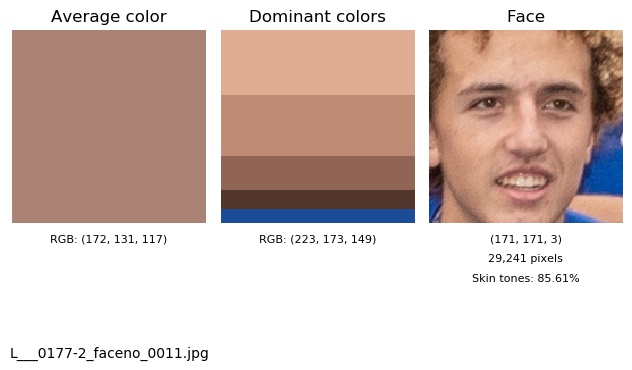 Average color
Dominant colors
Face
RGB: (172, 131, 117)
RGB: (223, 173, 149)
(171, 171, 3)
29,241 pixels
Skin tones: 85.61%
L___0177-2_faceno_0011.jpg